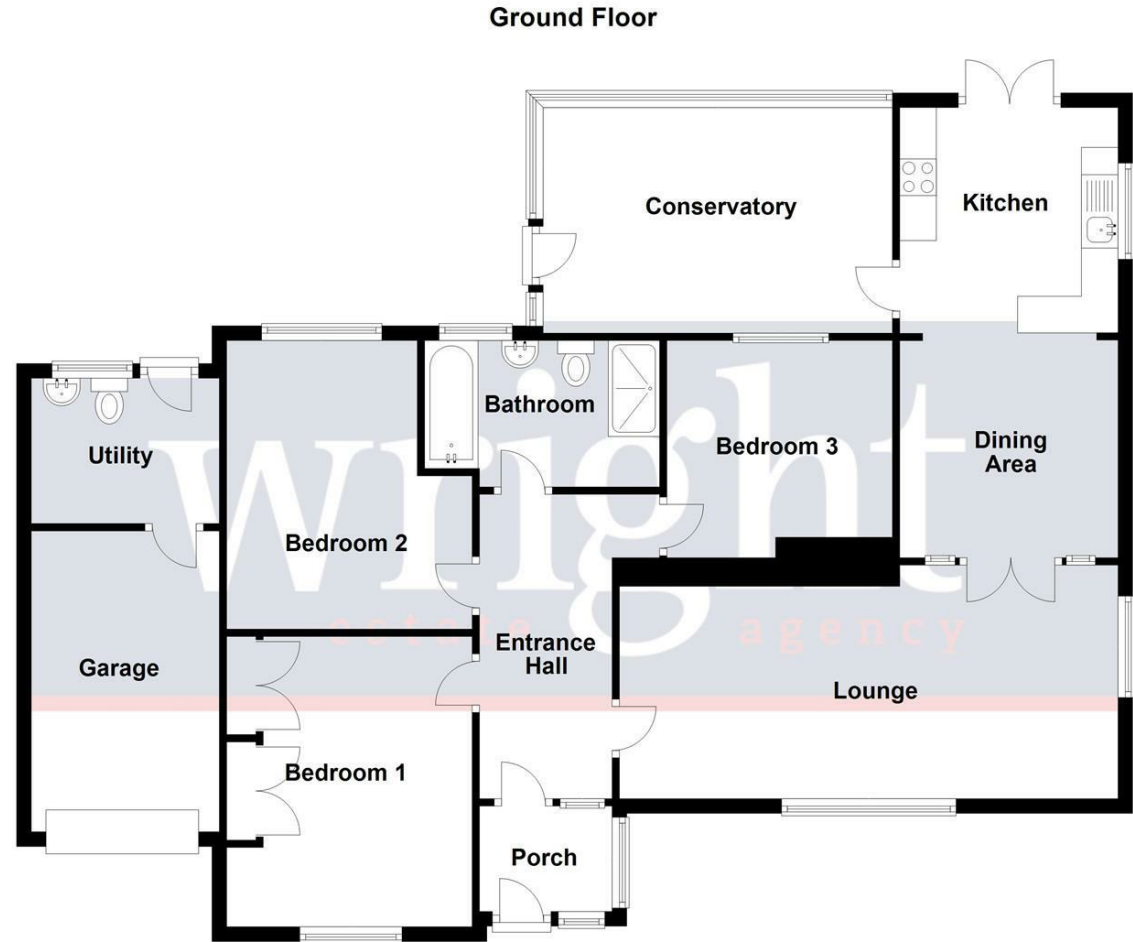 Ground Floor
Conservatory
Kitchen
Bathroom
Utility
Bedroom 3
Dining
Area
wright
Bedroom 2
estate agency
Entrance
Hall
Garage
Lounge
Bedroom 1
Porch